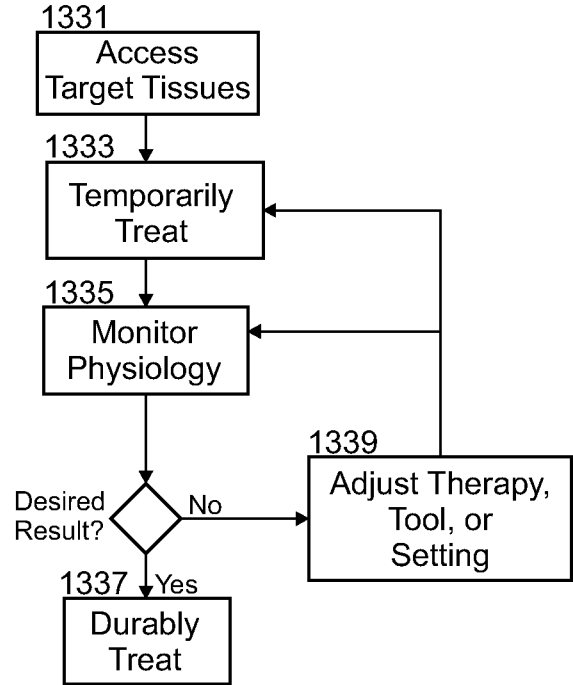 1331
Access
Target Tissues
1333
Temporarily
Treat
1335
Monitor
Physiology
Desired
Result?
No
1339
Adjust Therapy,
Tool, or
Setting
1337
Yes
Durably
Treat